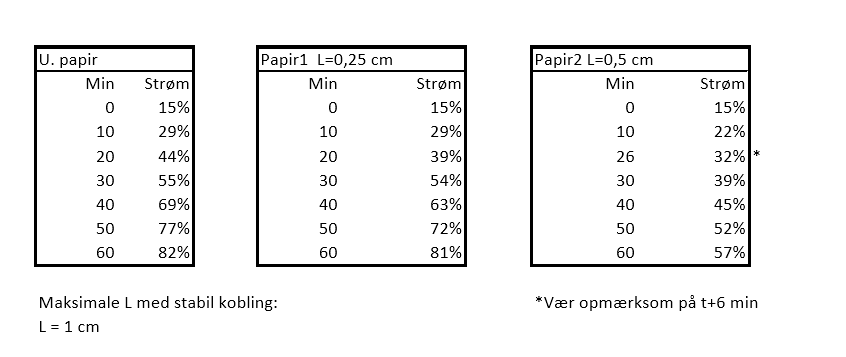 U. papir
Min Strøm
0 15%
10 29%
20 44%
30 55%
40 69%
50 77%
60 82%
Papir1 L=0,25 cm
Min Strøm
0 15%
10 29%
20 39%
30 54%
40 63%
50 72%
60 81%
Papir2 L=0,5 cm
Min Strøm
0 15%
10 22%
26 32% *
30 39%
40 45%
50 52%
60 57%
Maksimale L med stabil kobling:
L = 1 cm
*Vær opmærksom på t+6 min